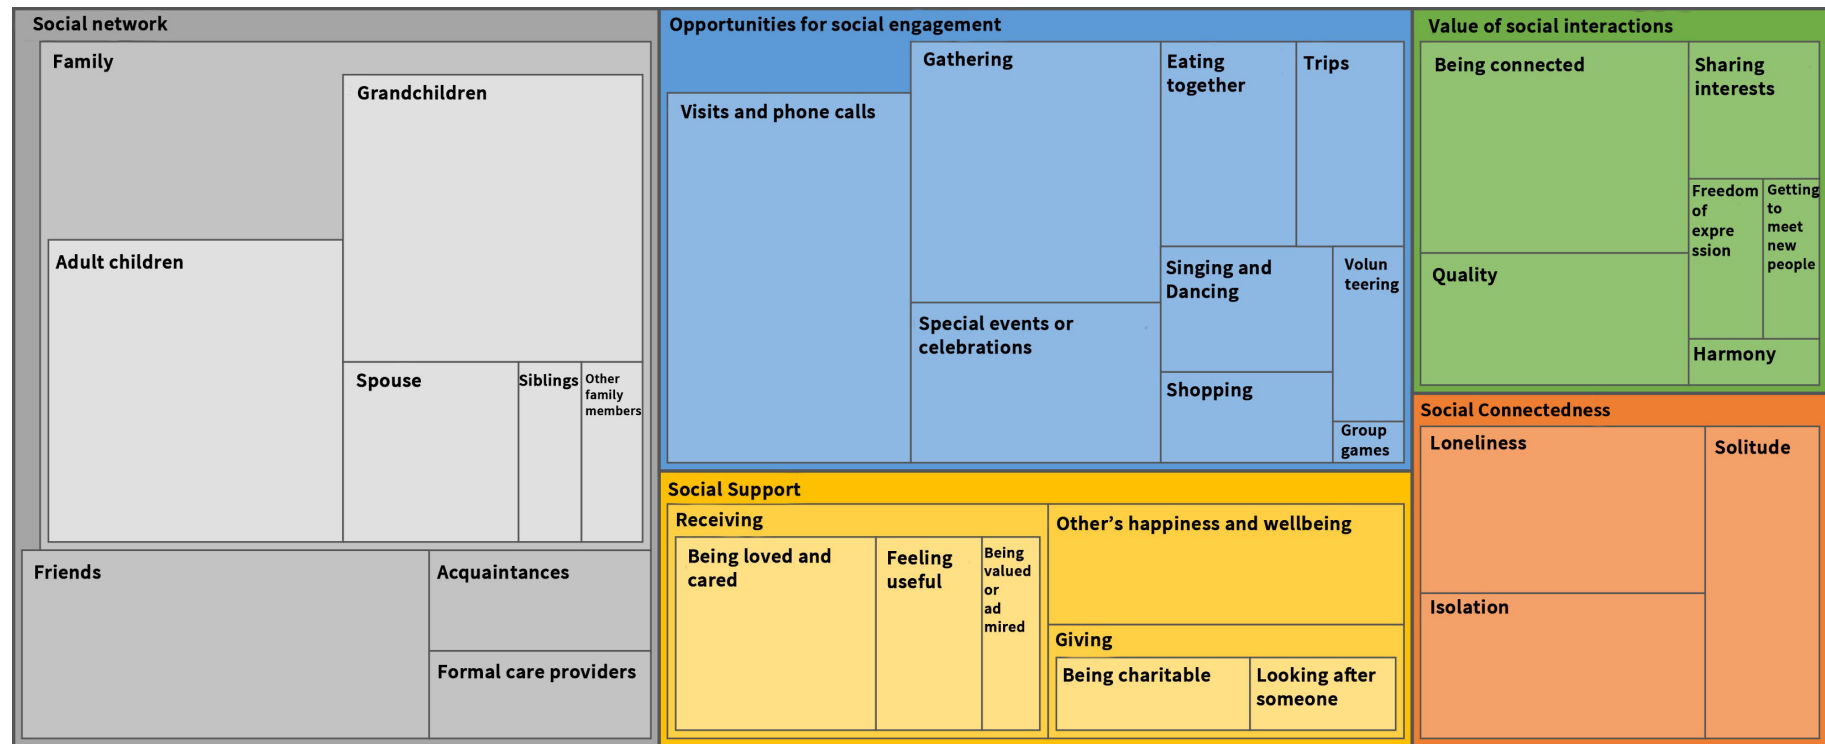 Social network
Family
Grandchildren
Adult children
Spouse
Siblings
Other
family
members
Friends
Acquaintances
Formal care providers
Opportunities for social engagement
Visits and phone calls
Gathering
Eating
together
Trips
Special events or
celebrations
Singing and
Dancing
Volun
teering
Shopping
Group
games
Social Support
Receiving
Being loved and
cared
Feeling
useful
Being
valued
or
ad
mired
Other’s happiness and wellbeing
Giving
Being charitable
Looking after
someone
Value of social interactions
Being connected
Sharing
interests
Quality
Freedom
of
expre
ssion
Getting
to
meet
new
people
Harmony
Social Connectedness
Loneliness
Solitude
Isolation